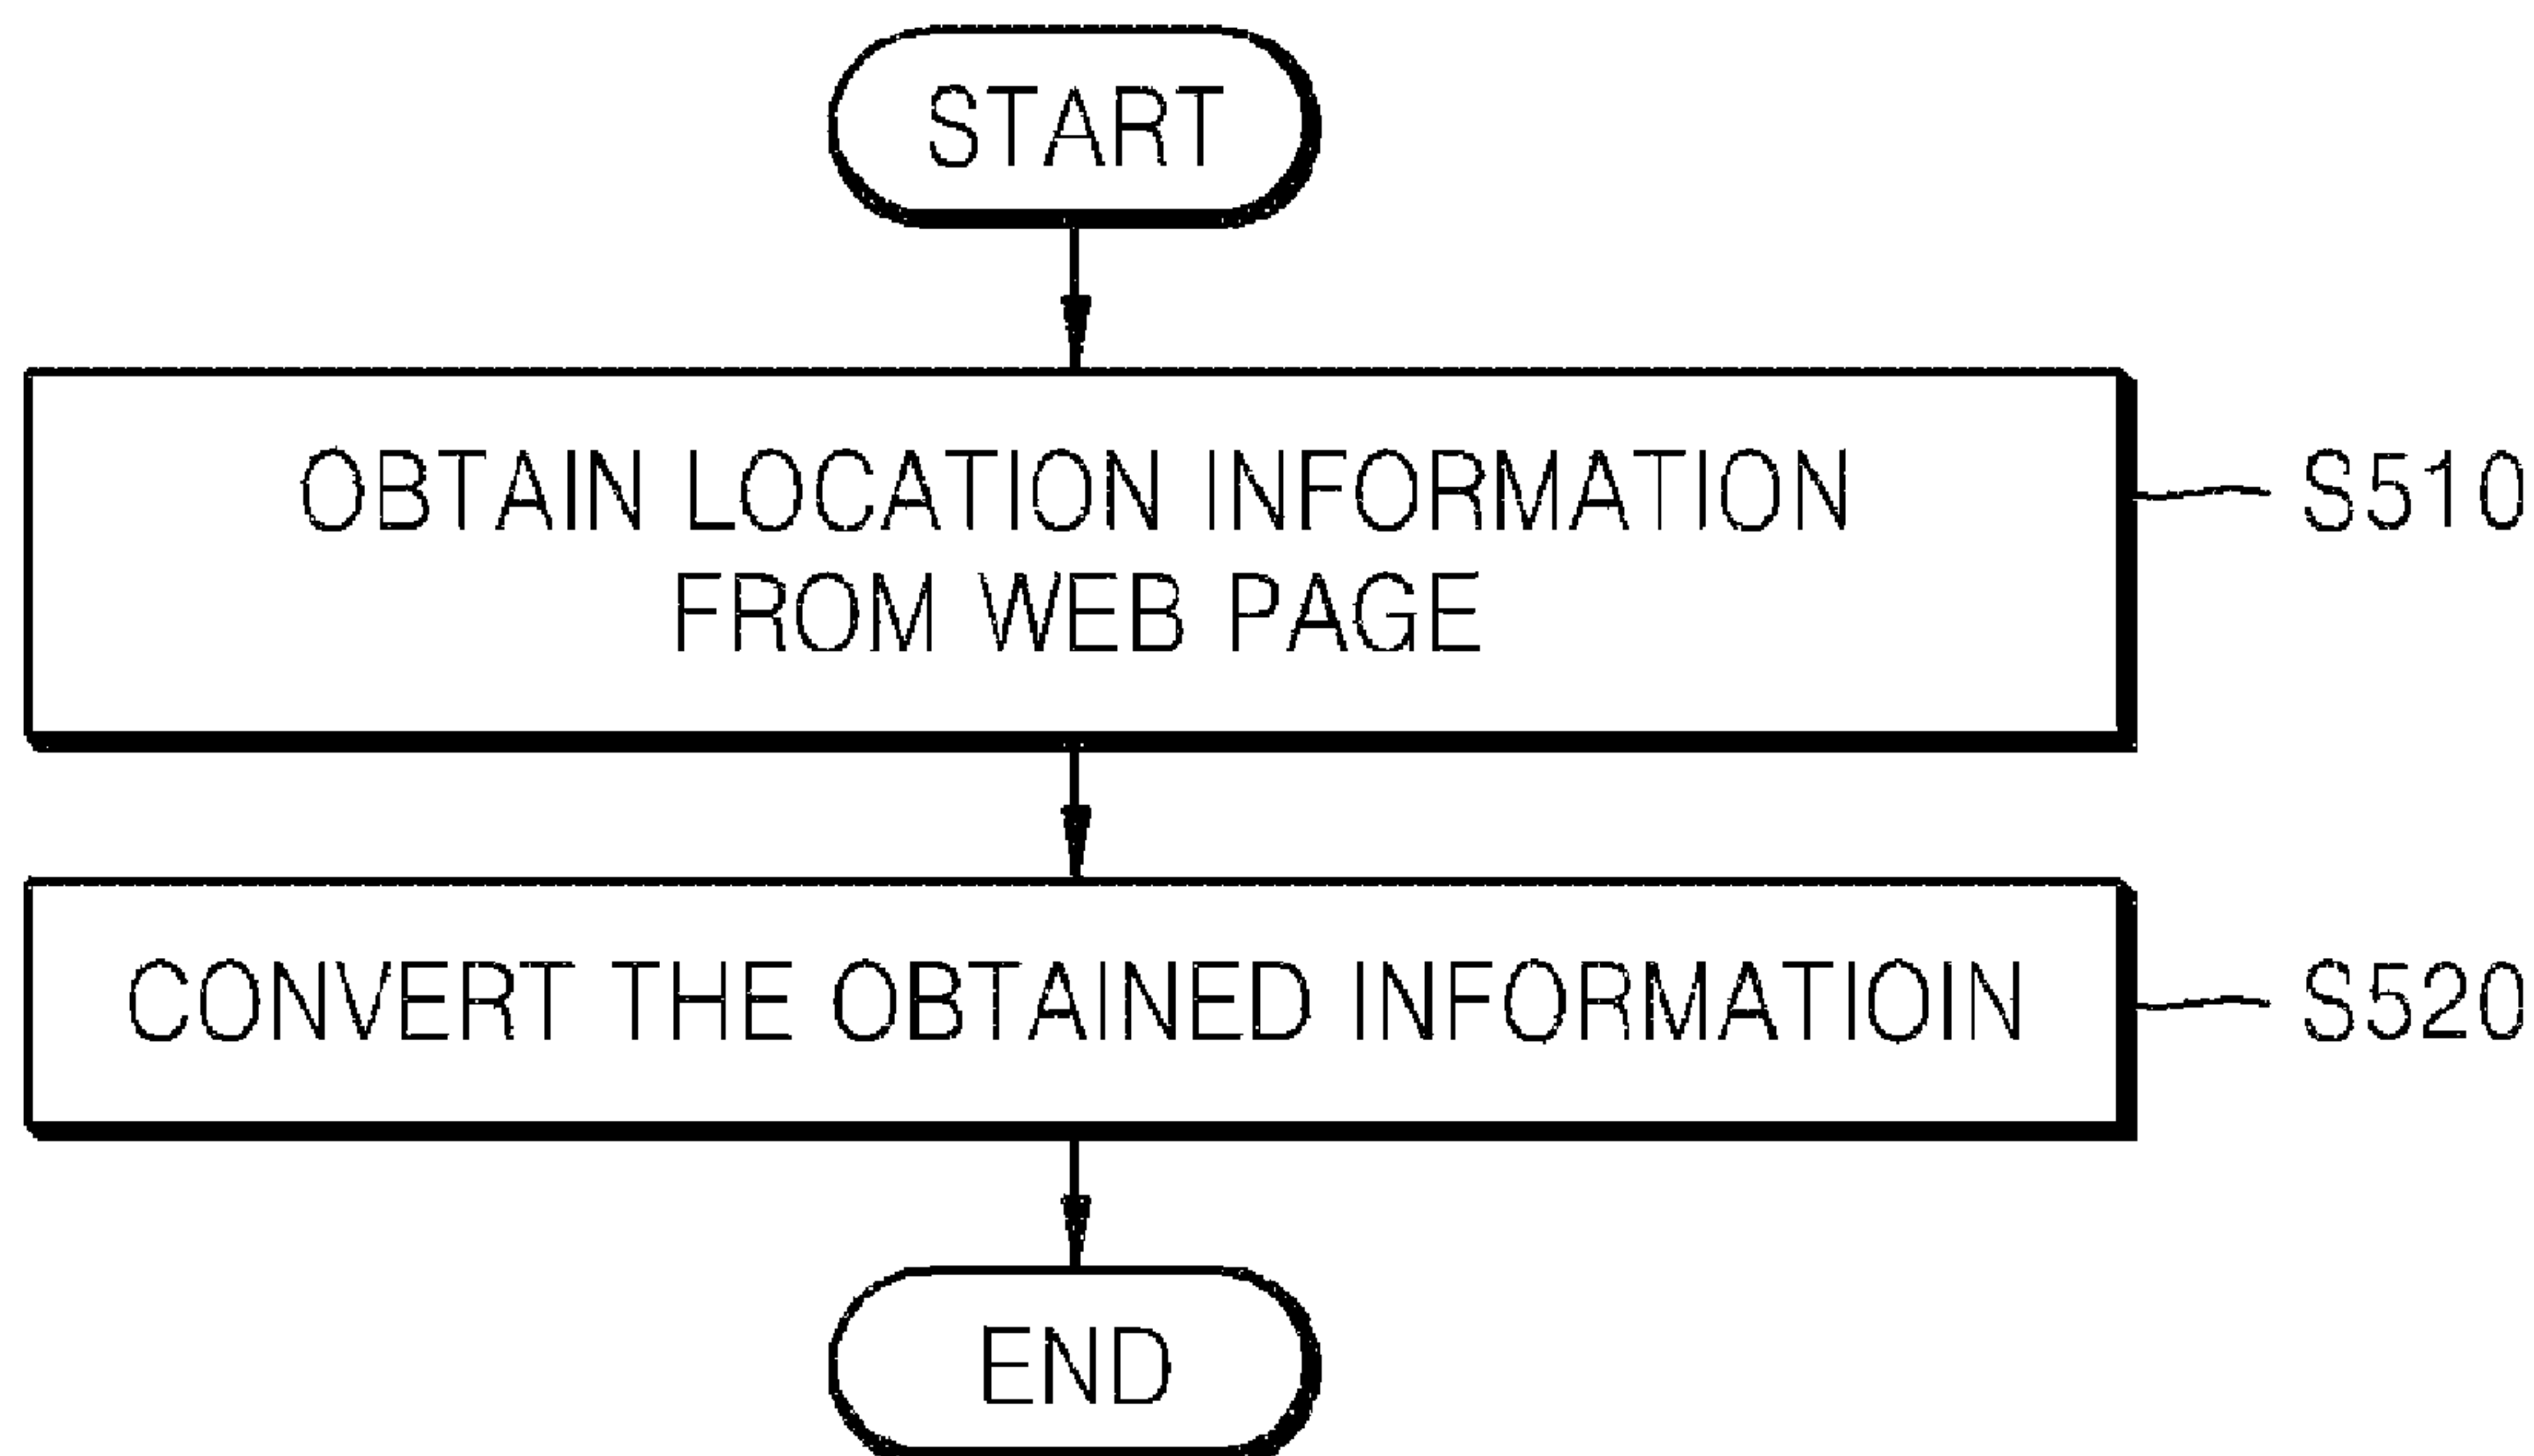 START
OBTAIN LOCATION INFORMATION
FROM WEB PAGE
S510
CONVERT THE OBTAINED INFORMATIOIN
S520
END